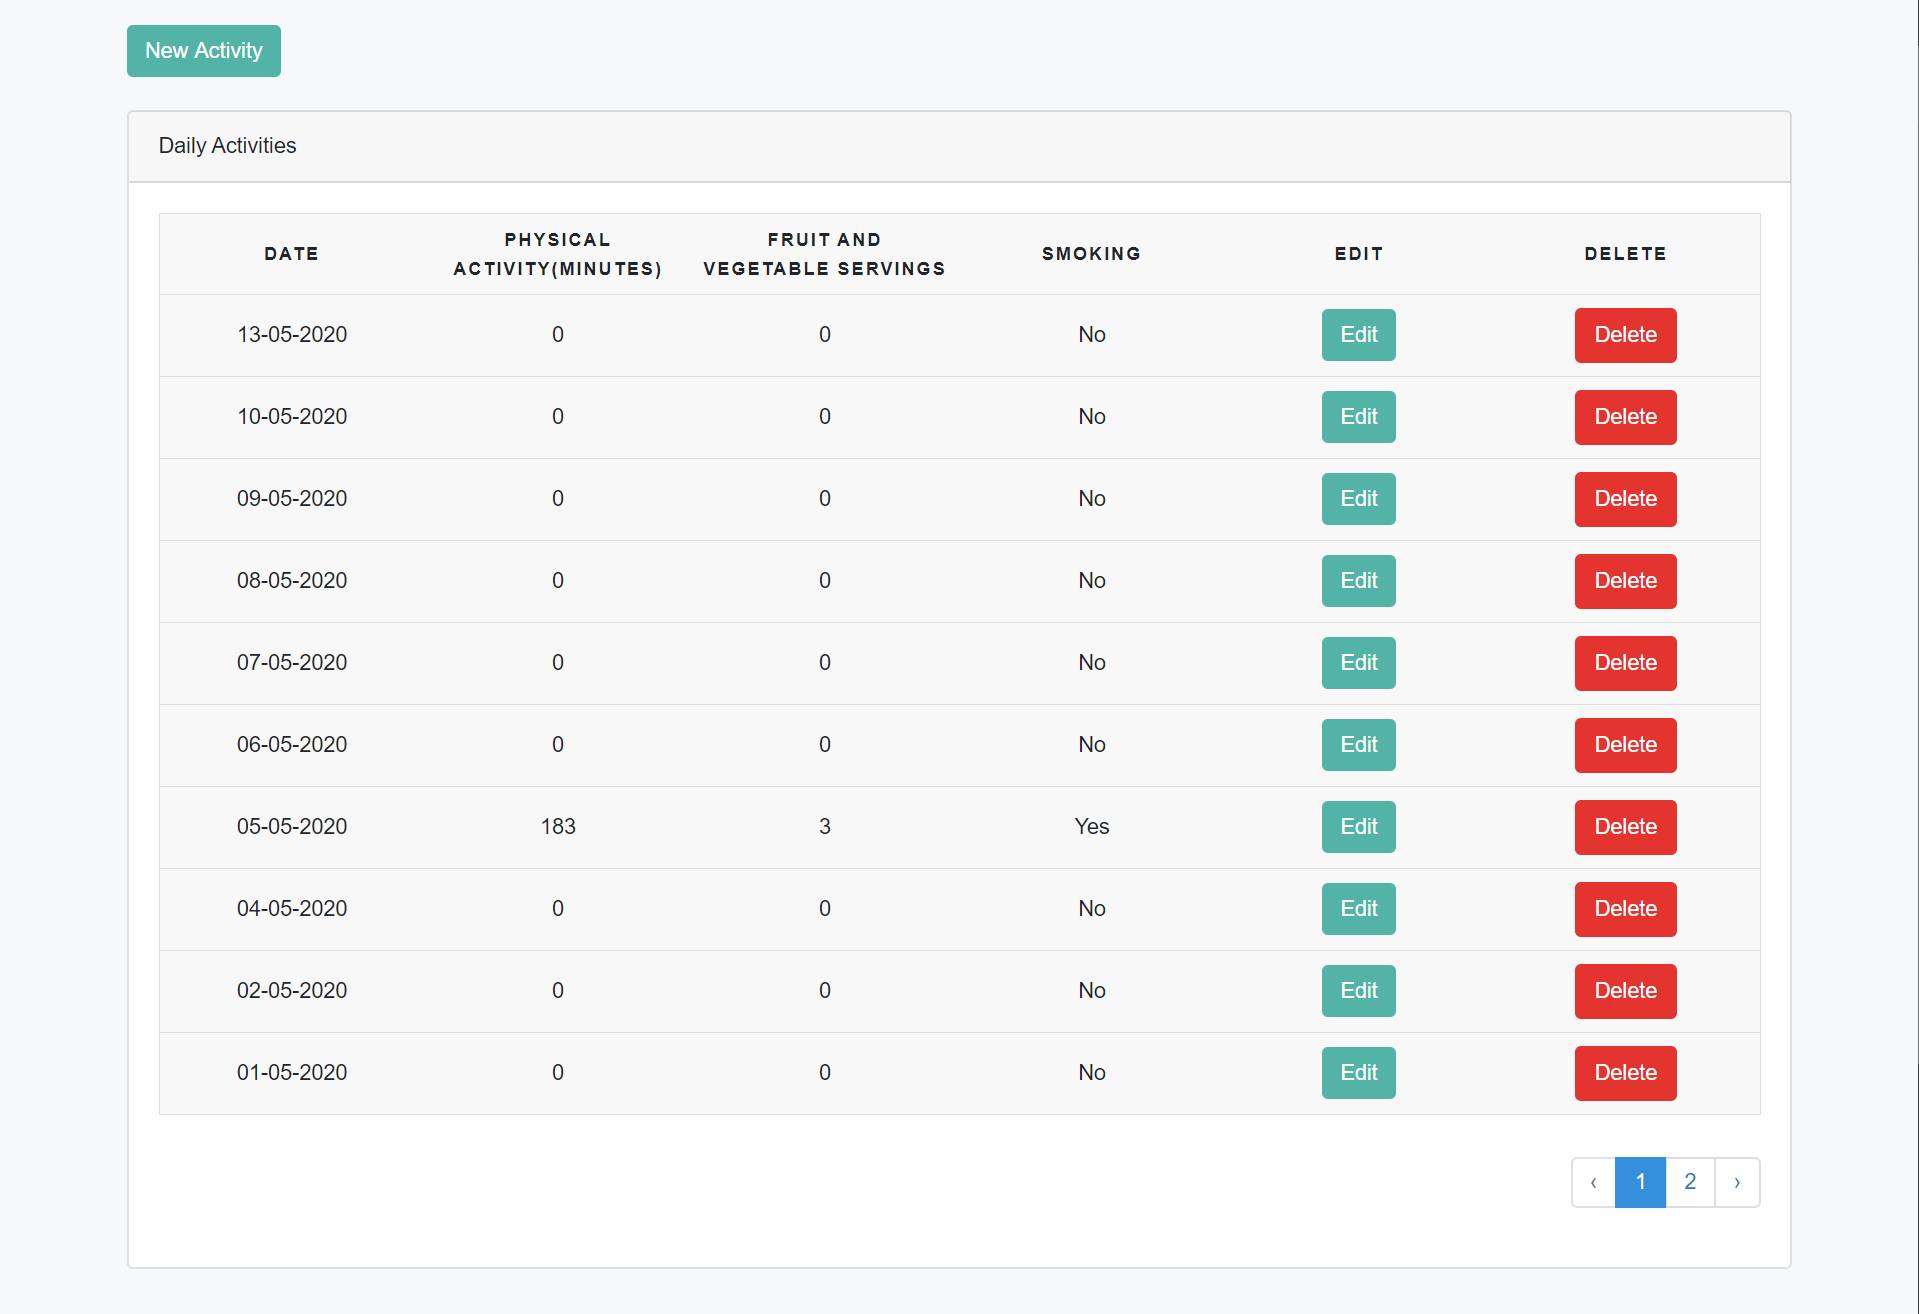 New Activity
Daily Activities
DATE PHYSICAL ACTIVITY(MINUTES) FRUIT AND VEGETABLE SERVINGS SMOKING EDIT DELETE
13-05-2020 0 0 No Edit Delete
10-05-2020 0 0 No Edit Delete
09-05-2020 0 0 No Edit Delete
08-05-2020 0 0 No Edit Delete
07-05-2020 0 0 No Edit Delete
06-05-2020 0 0 No Edit Delete
05-05-2020 183 3 Yes Edit Delete
04-05-2020 0 0 No Edit Delete
02-05-2020 0 0 No Edit Delete
01-05-2020 0 0 No Edit Delete
‹ 1 2 ›